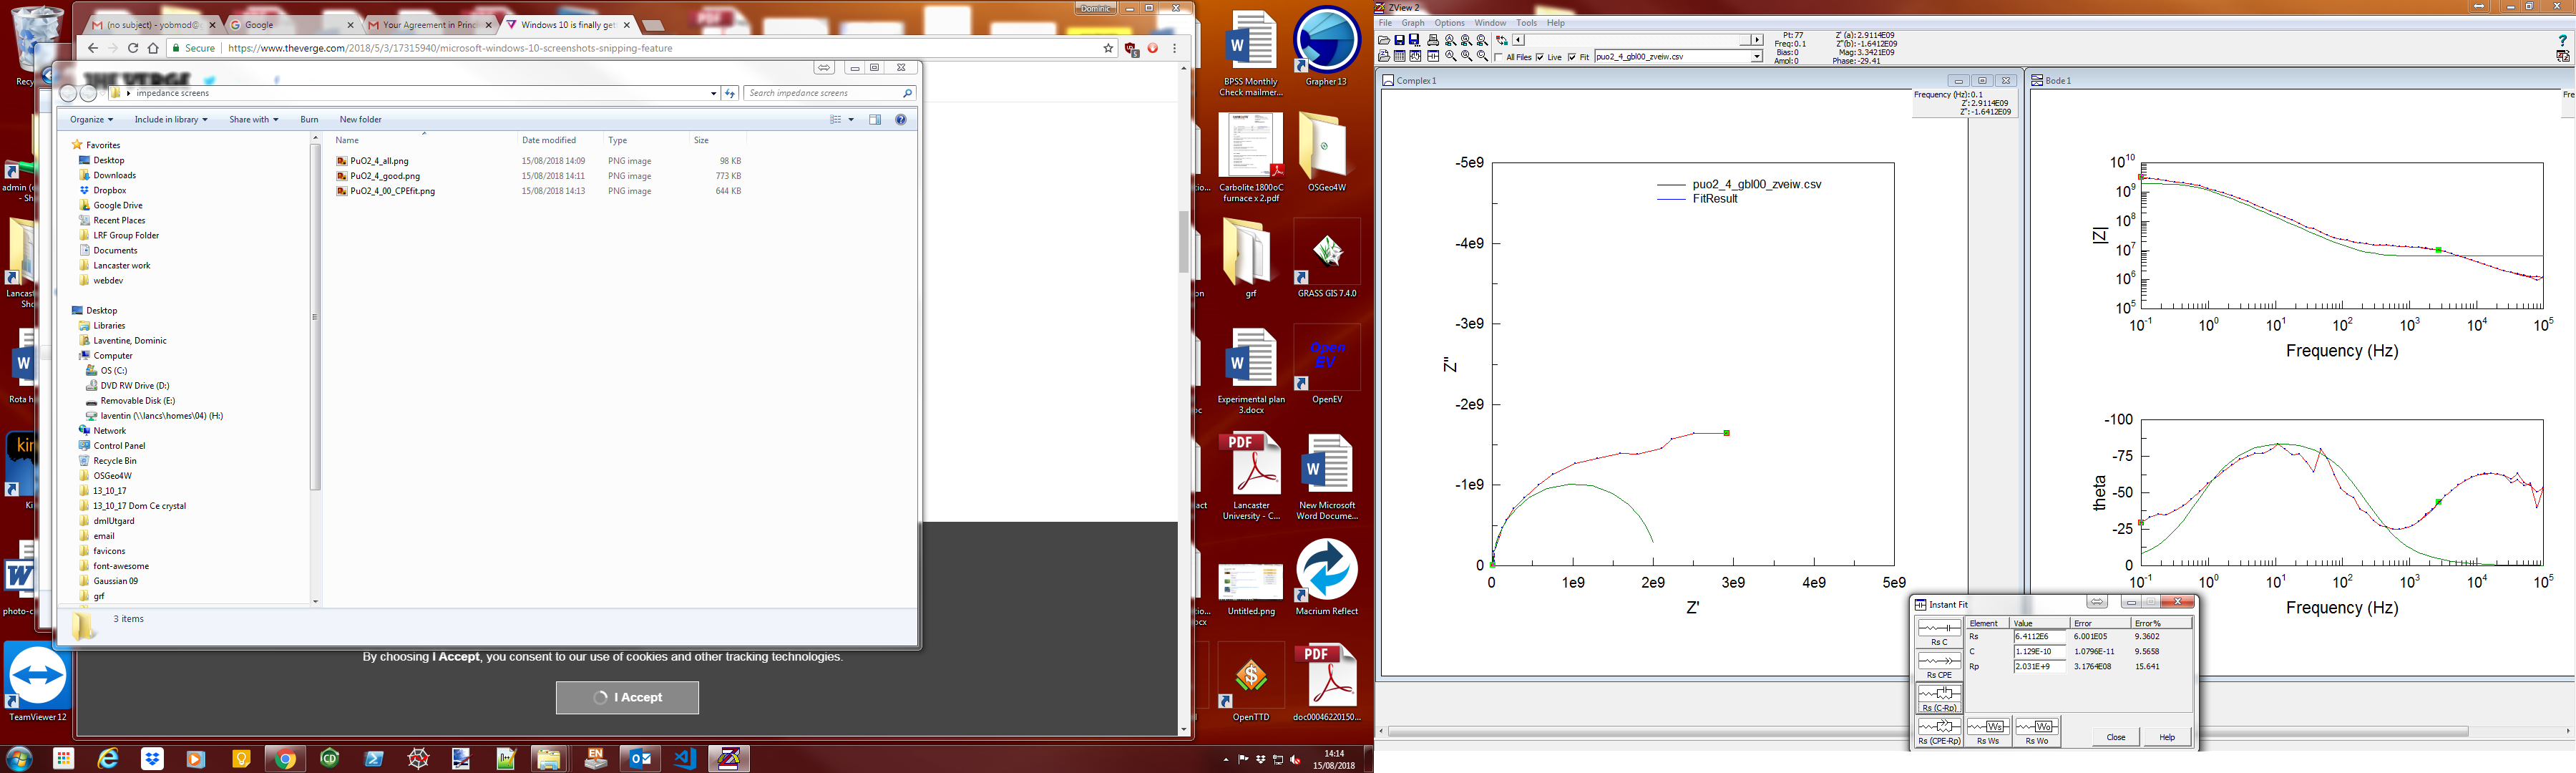 Dominic
(no subject) - yobmod@
Google
Your Agreement in Princ
Windows 10 is finally get
Secure
https://www.theverge.com/2018/5/3/17315940/microsoft-windows-10-screenshots-snipping-feature
THE VERGE
impedance screens
Search impedance screens
Organize
Include in library
Share with
Burn
New folder
Name
Date modified
Type
Size
PuO2_4_all.png
15/08/2018 14:09
PNG image
98 KB
PuO2_4_good.png
15/08/2018 14:11
PNG image
773 KB
PuO2_4_00_CPEfit.png
15/08/2018 14:13
PNG image
644 KB
Favorites
Desktop
Downloads
Dropbox
Google Drive
Recent Places
LRF Group Folder
Documents
Lancaster work
webdev
Desktop
Libraries
Laventine, Dominic
Computer
OS (C:)
DVD RW Drive (D:)
Removable Disk (E:)
laventin (\\lancs\homes\04) (H:)
Network
Control Panel
Recycle Bin
OSGeo4W
13_10_17
13_10_17 Dom Ce crystal
dmlUtgard
email
favicons
font-awesome
Gaussian 09
grf
3 items
By choosing I Accept, you consent to our use of cookies and other tracking technologies.
I Accept
Recy
admin (
- Sh
Lancas
Sho
Rota h
Ki
photo-c
TeamViewer 12
BPSS Monthly
Check mailmer...
Grapher 13
Carbolite 1800oC
furnace x 2.pdf
OSGeo4W
grf
GRASS GIS 7.4.0
Experimental plan
3.docx
Open
EV
OpenEV
PDF
Lancaster
University - C...
New Microsoft
Word Docume...
Untitled.png
Macrium Reflect
OpenTTD
PDF
doc00046220150...
EN
14:14
15/08/2018
ZView 2
File
Graph
Options
Window
Tools
Help
All Files
Live
Fit
puo2_4_gbl00_zveiw.csv
Pt: 77
Freq: 0.1
Bias: 0
Ampl: 0
Z' (a): 2.9114E09
Z''(b): -1.6412E09
Mag: 3.3421E09
Phase: -29.41
Complex 1
Frequency (Hz): 0.1
Z': 2.9114E09
Z'': -1.6412E09
-5e9
-4e9
-3e9
-2e9
-1e9
0
Z''
0
1e9
2e9
3e9
4e9
5e9
Z'
puo2_4_gbl00_zveiw.csv
FitResult
Bode 1
Fre
10^10
10^9
10^8
10^7
10^6
10^5
|Z|
10^-1
10^0
10^1
10^2
10^3
10^4
10^5
Frequency (Hz)
-100
-75
-50
-25
0
theta
10^-1
10^0
10^1
10^2
10^3
10^4
10^5
Frequency (Hz)
Instant Fit
Rs C
Rs CPE
Rs (C-Rp)
Rs (CPE-Rp)
Ws
Rs Ws
Wo
Rs Wo
Element
Value
Error
Error %
Rs
6.4112E6
6.001E05
9.3602
C
1.129E-10
1.0796E-11
9.5658
Rp
2.031E+9
3.1764E08
15.641
Close
Help